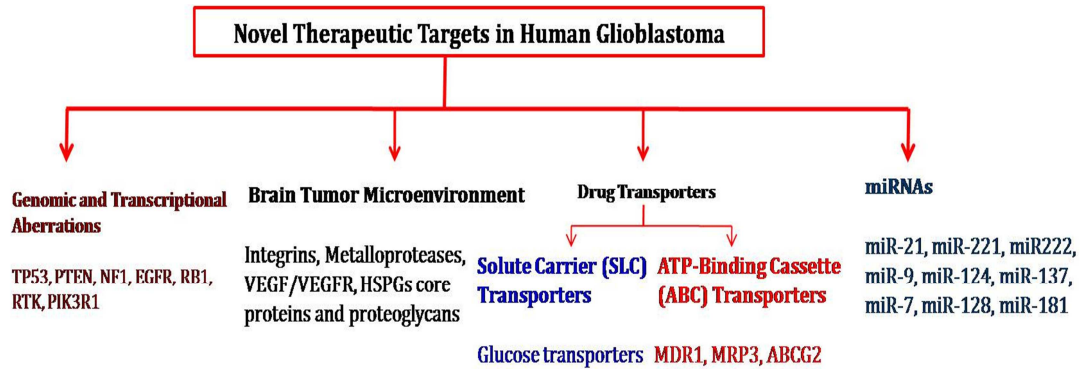 Novel Therapeutic Targets in Human Glioblastoma
Genomic and Transcriptional
Aberrations
TP53, PTEN, NF1, EGFR, RB1,
RTK, PIK3R1
Brain Tumor Microenvironment
Integrins, Metalloproteases,
VEGF/VEGFR, HSPGs core
proteins and proteoglycans
Drug Transporters
Solute Carrier (SLC)
Transporters
Glucose transporters
ATP-Binding Cassette
(ABC) Transporters
MDR1, MRP3, ABCG2
miRNAs
miR-21, miR-221, miR222,
miR-9, miR-124, miR-137,
miR-7, miR-128, miR-181